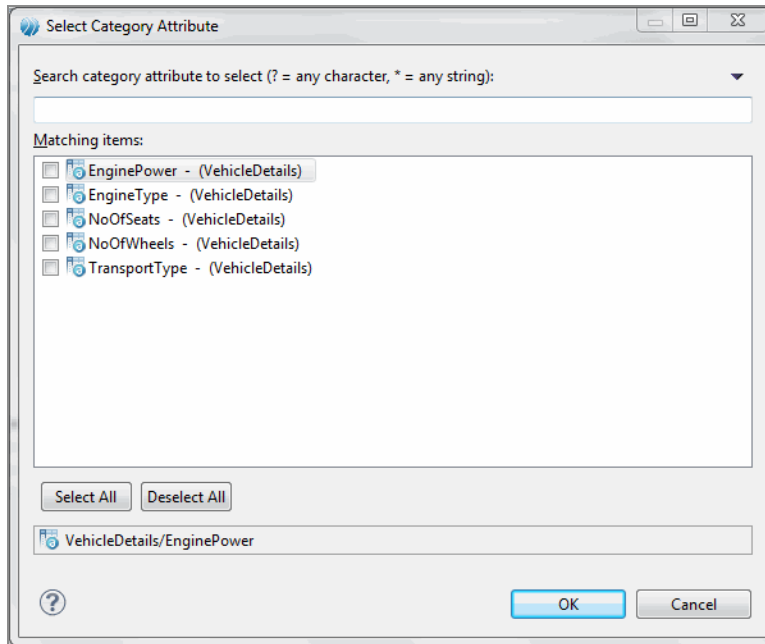 Select Category Attribute
Search category attribute to select (? = any character, * = any string):
Matching items:
EnginePower - (VehicleDetails)
EngineType - (VehicleDetails)
NoOfSeats - (VehicleDetails)
NoOfWheels - (VehicleDetails)
TransportType - (VehicleDetails)
Select All Deselect All
VehicleDetails/EnginePower
? OK Cancel